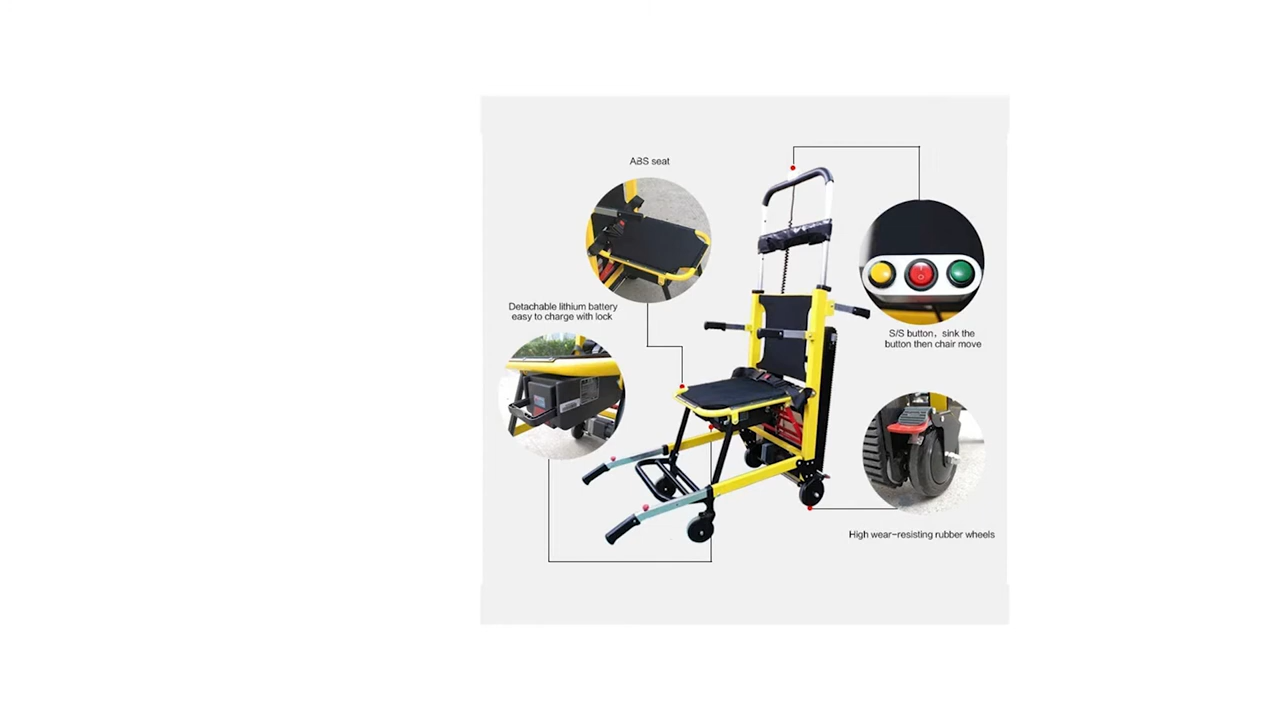 ABS seat
Detachable lithium battery
easy to charge with lock
S/S button, sink the
button then chair move
High wear-resisting rubber wheels